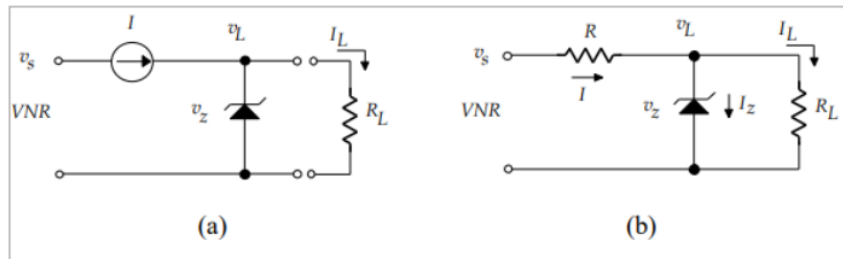 I v_L I_L
v_s
VNR v_z R_L
(a)
R v_L I_L
v_s
I
VNR v_z I_z R_L
(b)